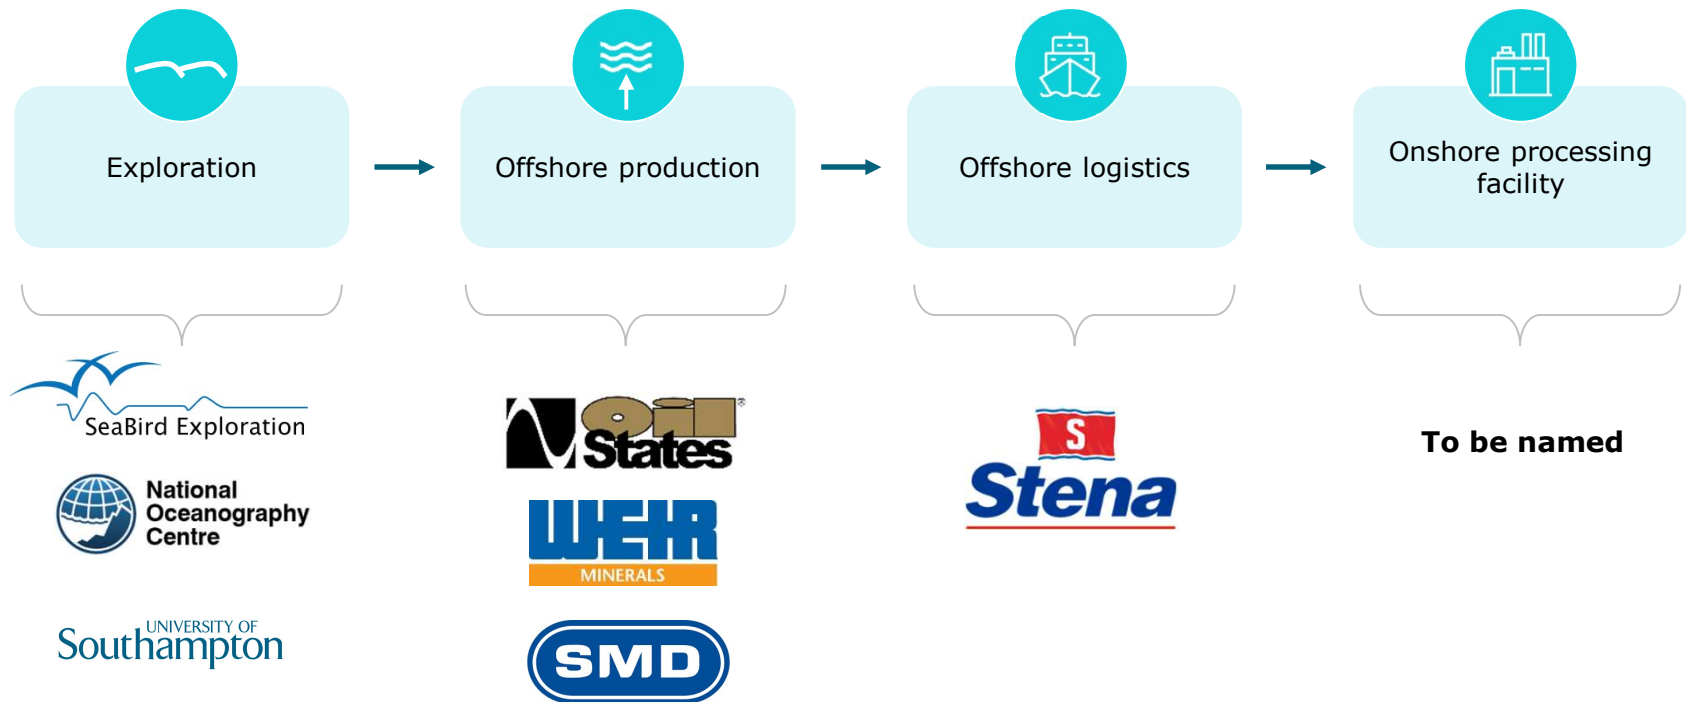 Exploration
Offshore production
Offshore logistics
Onshore processing
facility
SeaBird Exploration
National
Oceanography
Centre
UNIVERSITY OF
Southampton
Oil
States®
WEIR
MINERALS
SMD
S
Stena
To be named